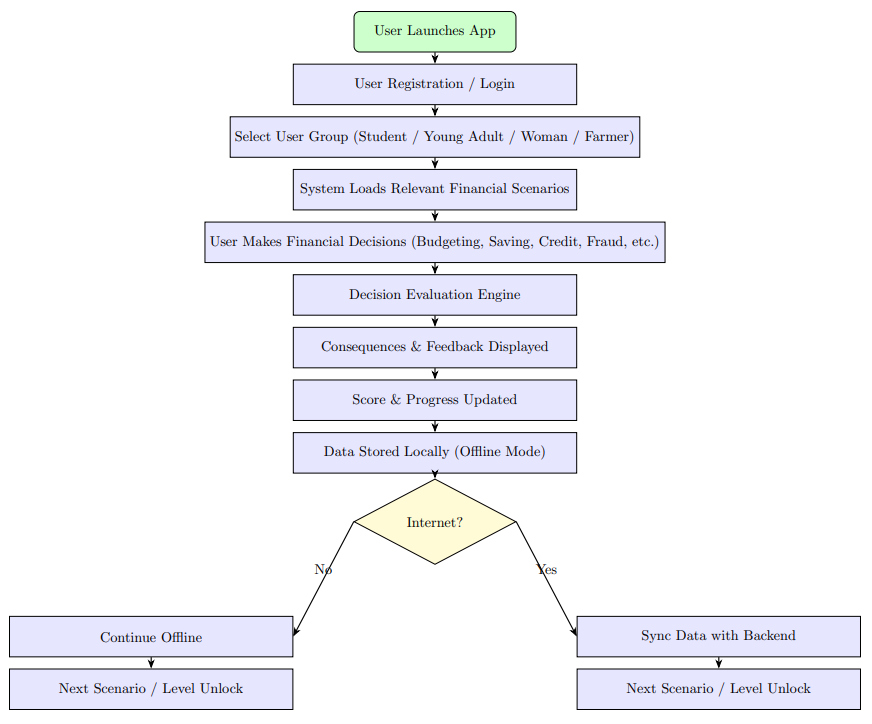 User Launches App
User Registration / Login
Select User Group (Student / Young Adult / Woman / Farmer)
System Loads Relevant Financial Scenarios
User Makes Financial Decisions (Budgeting, Saving, Credit, Fraud, etc.)
Decision Evaluation Engine
Consequences & Feedback Displayed
Score & Progress Updated
Data Stored Locally (Offline Mode)
Internet?
No
Yes
Continue Offline
Sync Data with Backend
Next Scenario / Level Unlock
Next Scenario / Level Unlock